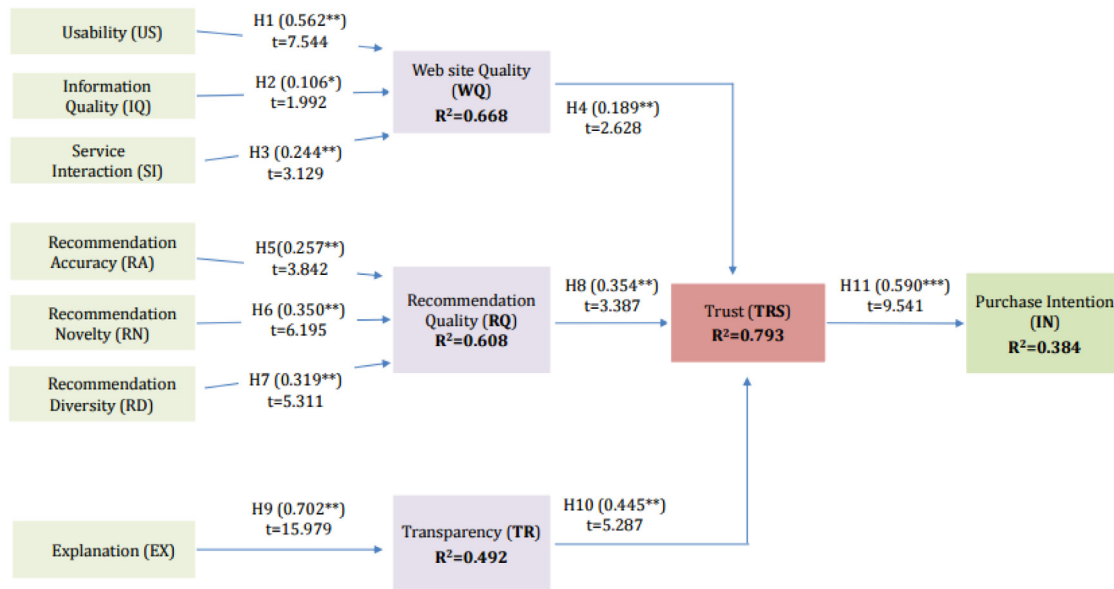 Usability (US)
H1 (0.562**)
t=7.544
Information
Quality (IQ)
H2 (0.106*)
t=1.992
Service
Interaction (SI)
H3 (0.244**)
t=3.129
Web site Quality
(WQ)
R²=0.668
H4 (0.189**)
t=2.628
Recommendation
Accuracy (RA)
H5(0.257**)
t=3.842
Recommendation
Novelty (RN)
H6 (0.350**)
t=6.195
Recommendation
Diversity (RD)
H7 (0.319**)
t=5.311
Recommendation
Quality (RQ)
R²=0.608
H8 (0.354**)
t=3.387
Trust (TRS)
R²=0.793
H11 (0.590***)
t=9.541
Purchase Intention
(IN)
R²=0.384
Explanation (EX)
H9 (0.702**)
t=15.979
Transparency (TR)
R²=0.492
H10 (0.445**)
t=5.287